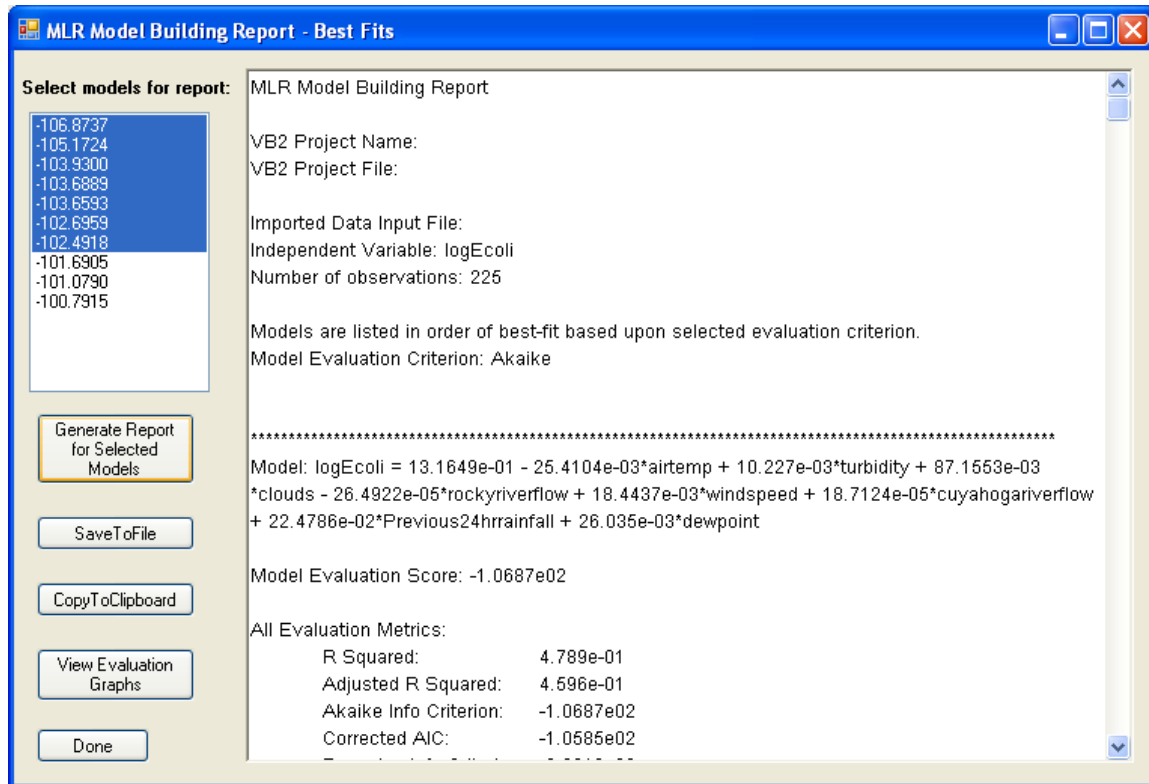 MLR Model Building Report - Best Fits
Select models for report:
-106.8737
-105.1724
-103.9300
-103.6889
-103.6593
-102.6959
-102.4918
-101.6905
-101.0790
-100.7915
Generate Report
for Selected
Models
SaveToFile
CopyToClipboard
View Evaluation
Graphs
Done
MLR Model Building Report
VB2 Project Name:
VB2 Project File:
Imported Data Input File:
Independent Variable: logEcoli
Number of observations: 225
Models are listed in order of best-fit based upon selected evaluation criterion.
Model Evaluation Criterion: Akaike
************************************************************************************************************
Model: logEcoli = 13.1649e-01 - 25.4104e-03*airtemp + 10.227e-03*turbidity + 87.1553e-03
*clouds - 26.4922e-05*rockyriverflow + 18.4437e-03*windspeed + 18.7124e-05*cuyahogariverflow
+ 22.4786e-02*Previous24hrrainfall + 26.035e-03*dewpoint
Model Evaluation Score: -1.0687e02
All Evaluation Metrics:
R Squared: 4.789e-01
Adjusted R Squared: 4.596e-01
Akaike Info Criterion: -1.0687e02
Corrected AIC: -1.0585e02